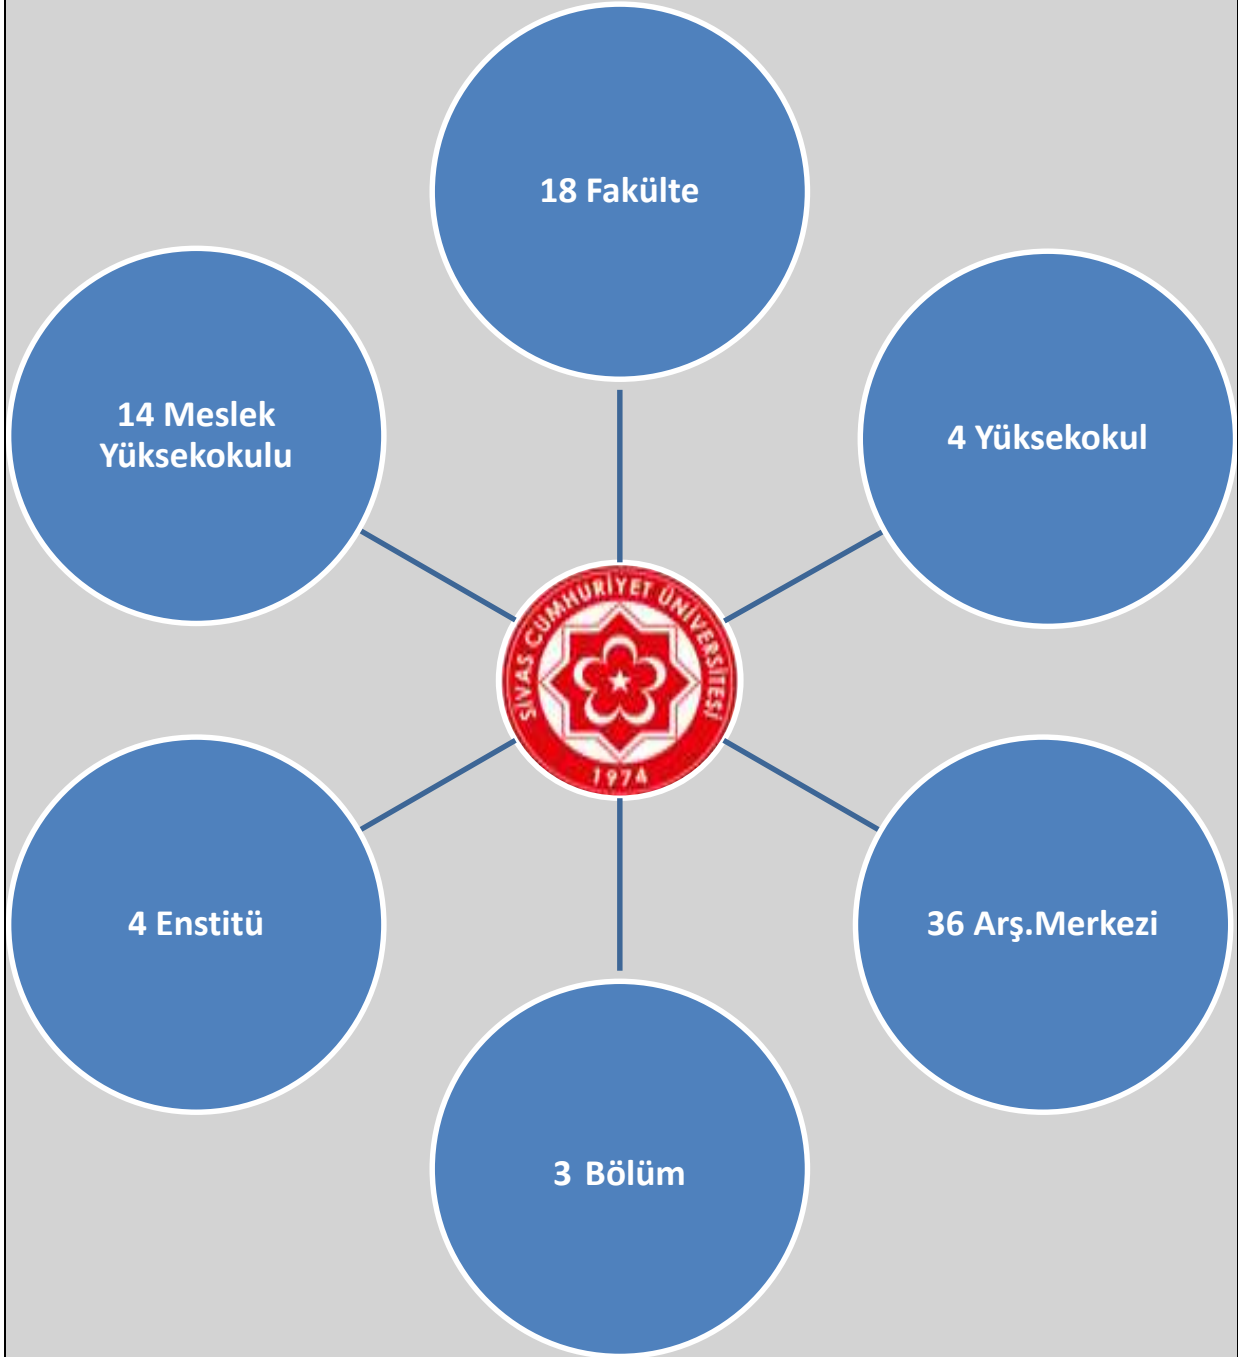 18 Fakülte
14 Meslek
Yüksekokulu
4 Yüksekokul
SİVAS CUMHURİYET ÜNİVERSİTESİ
1974
4 Enstitü
36 Arş.Merkezi
3 Bölüm